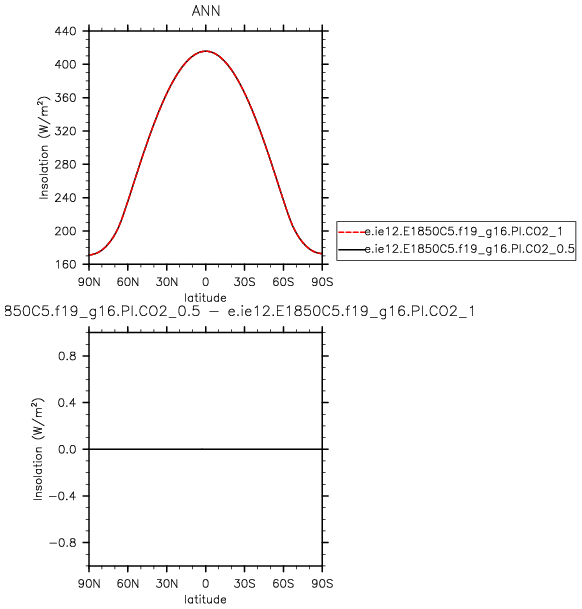 ANN
Insolation (W/m²)
440
400
360
320
280
240
200
160
90N 60N 30N 0 30S 60S 90S
latitude
e.ie12.E1850C5.f19_g16.PI.CO2_1
e.ie12.E1850C5.f19_g16.PI.CO2_0.5
850C5.f19_g16.PI.CO2_0.5 − e.ie12.E1850C5.f19_g16.PI.CO2_1
Insolation (W/m²)
0.8
0.4
0.0
−0.4
−0.8
90N 60N 30N 0 30S 60S 90S
latitude